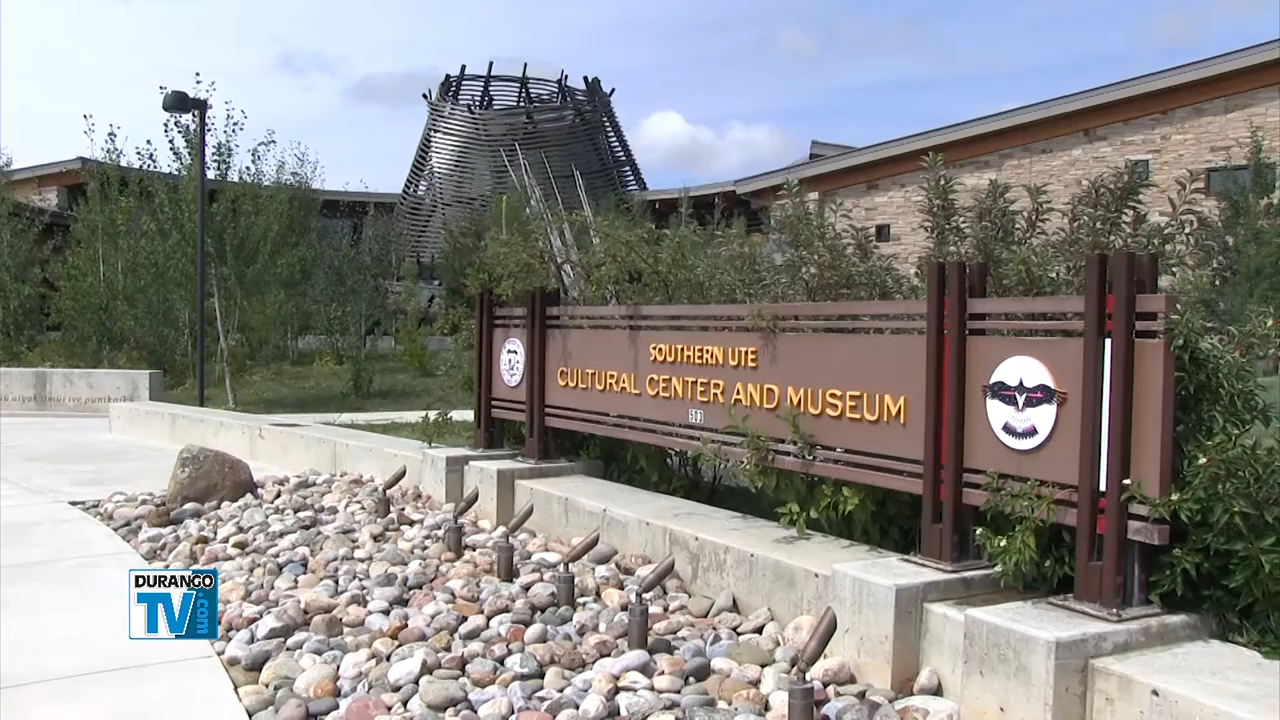 SOUTHERN UTE
CULTURAL CENTER AND MUSEUM
503
DURANGO
TV.com